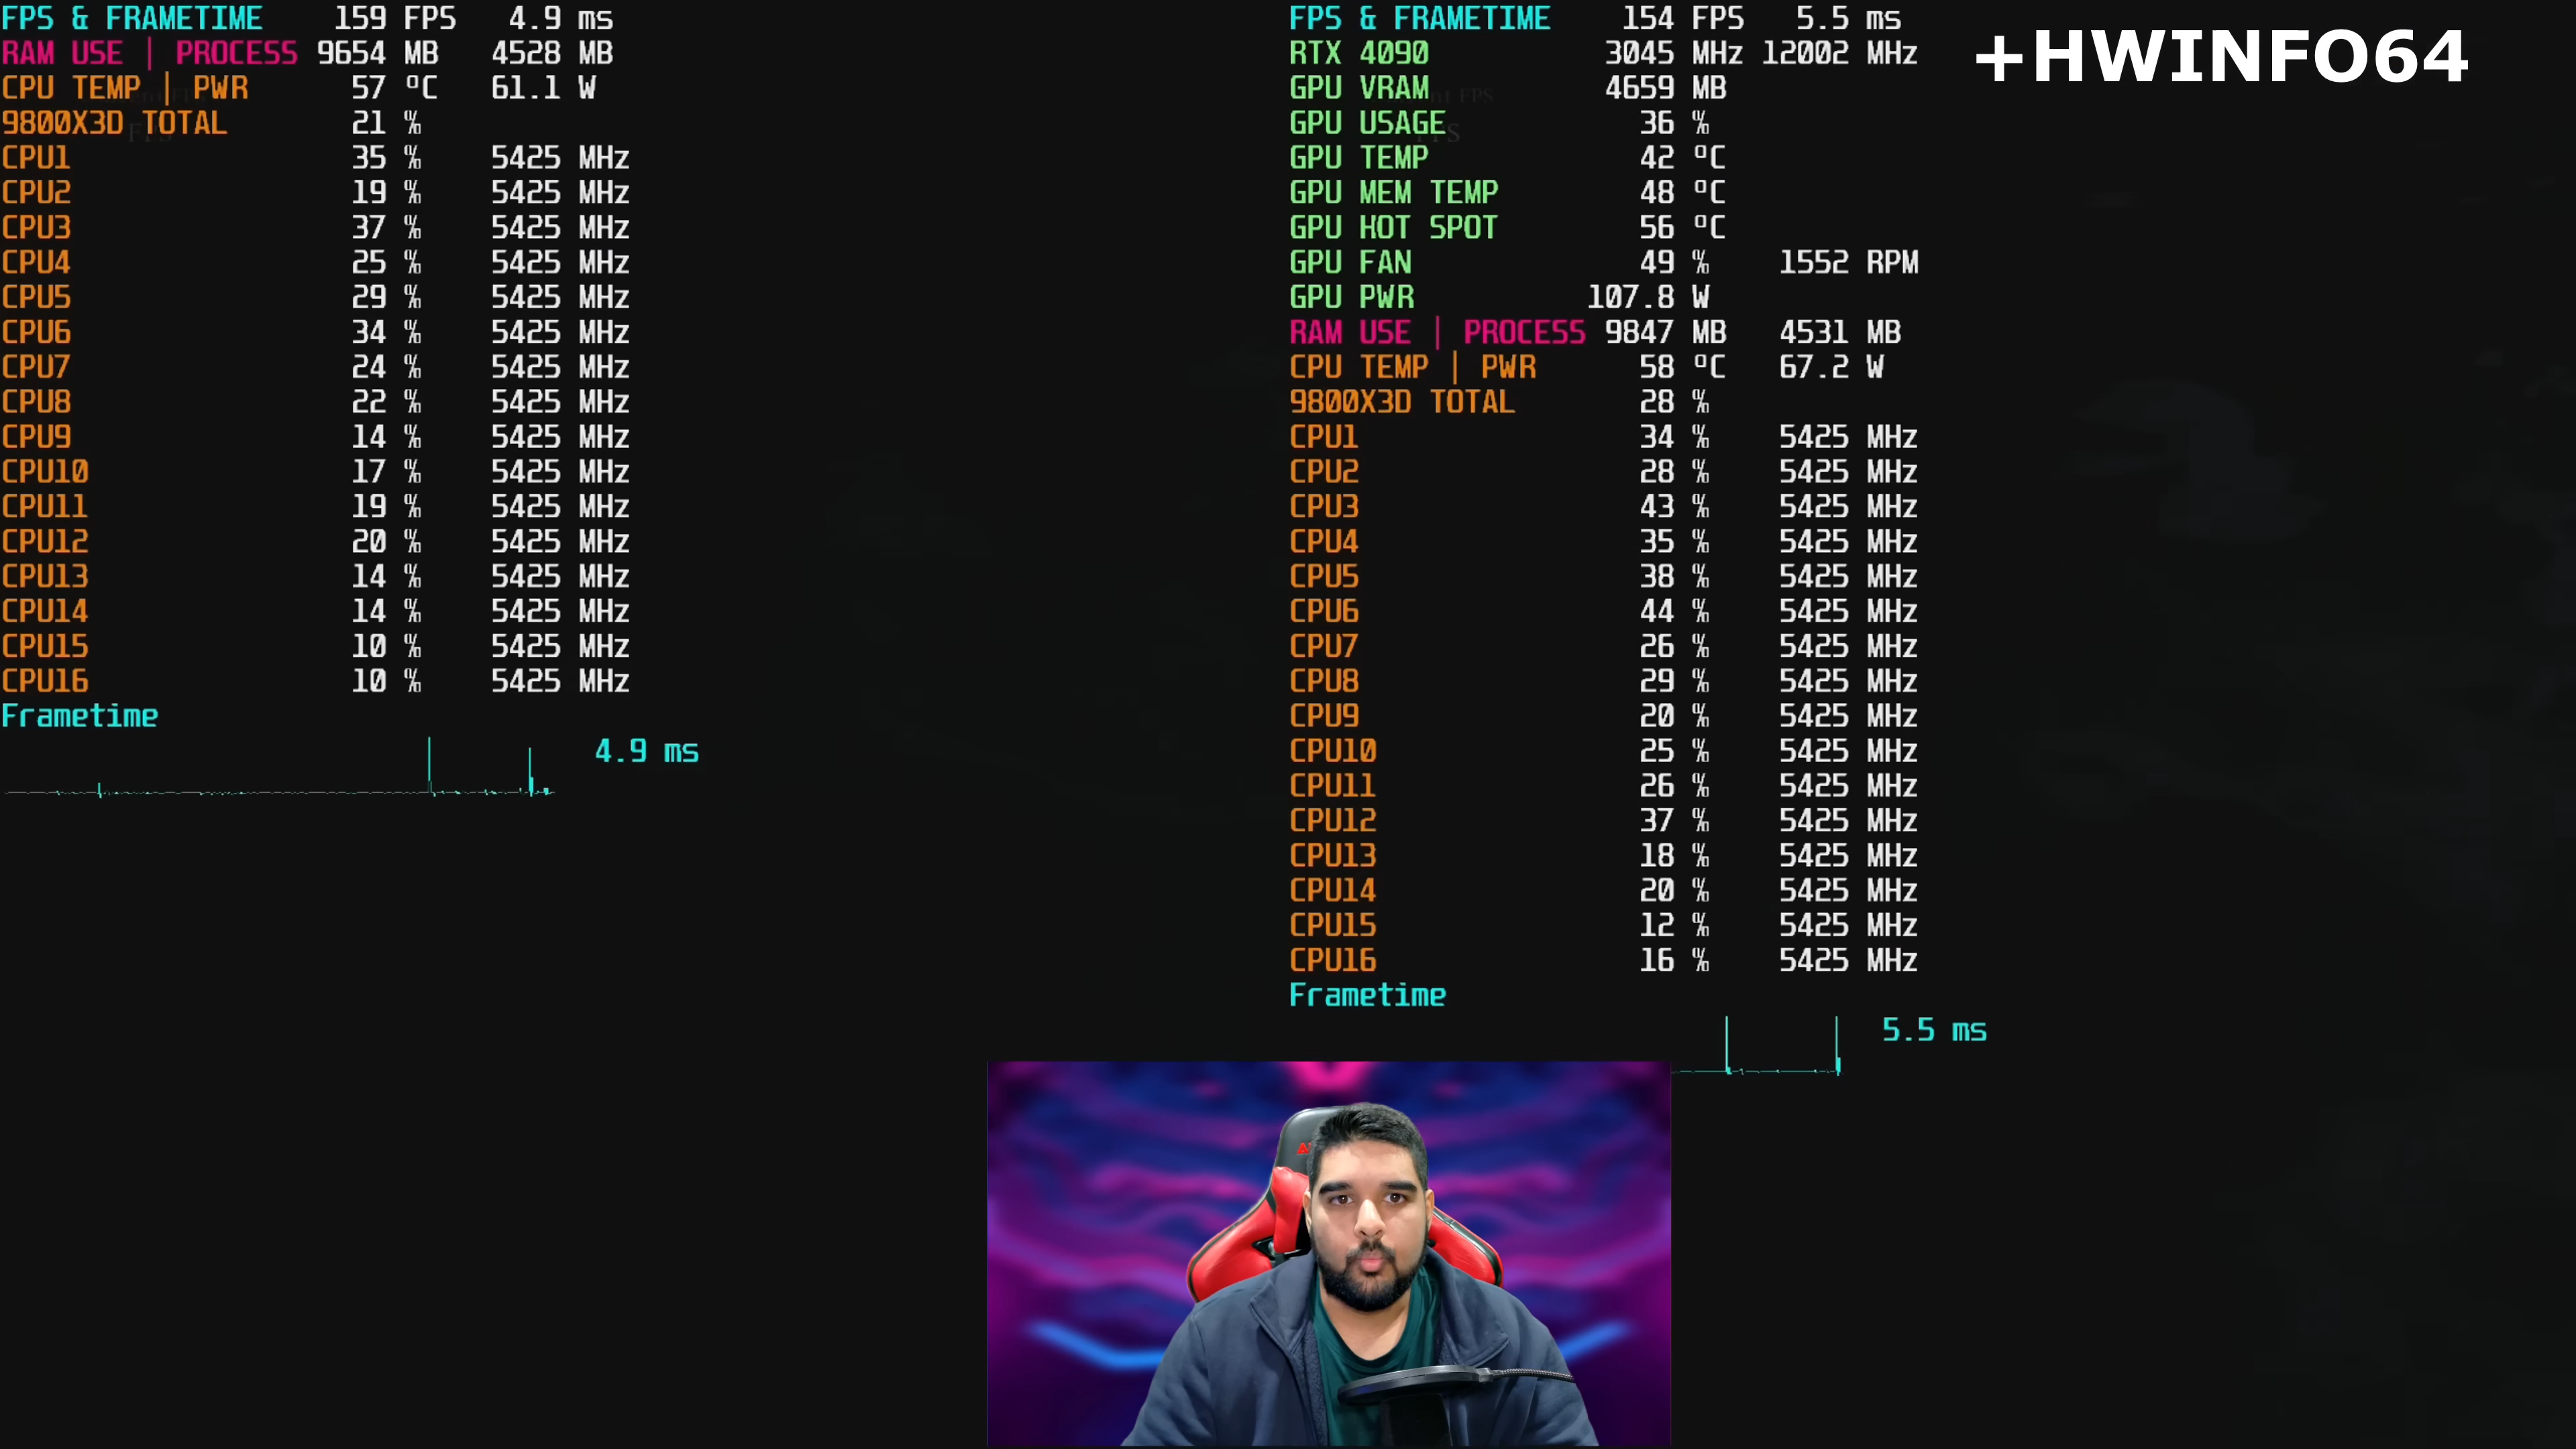 FPS & FRAMETIME 159 FPS 4.9 ms
RAM USE | PROCESS 9654 MB 4528 MB
CPU TEMP | PWR 57 ºC 61.1 W
9800X3D TOTAL 21 %
CPU1 35 % 5425 MHz
CPU2 19 % 5425 MHz
CPU3 37 % 5425 MHz
CPU4 25 % 5425 MHz
CPU5 29 % 5425 MHz
CPU6 34 % 5425 MHz
CPU7 24 % 5425 MHz
CPU8 22 % 5425 MHz
CPU9 14 % 5425 MHz
CPU10 17 % 5425 MHz
CPU11 19 % 5425 MHz
CPU12 20 % 5425 MHz
CPU13 14 % 5425 MHz
CPU14 14 % 5425 MHz
CPU15 10 % 5425 MHz
CPU16 10 % 5425 MHz
Frametime
4.9 ms
FPS & FRAMETIME 154 FPS 5.5 ms
RTX 4090 3045 MHz 12002 MHz
GPU VRAM 4659 MB
GPU USAGE 36 %
GPU TEMP 42 ºC
GPU MEM TEMP 48 ºC
GPU HOT SPOT 56 ºC
GPU FAN 49 % 1552 RPM
GPU PWR 107.8 W
RAM USE | PROCESS 9847 MB 4531 MB
CPU TEMP | PWR 58 ºC 67.2 W
9800X3D TOTAL 28 %
CPU1 34 % 5425 MHz
CPU2 28 % 5425 MHz
CPU3 43 % 5425 MHz
CPU4 35 % 5425 MHz
CPU5 38 % 5425 MHz
CPU6 44 % 5425 MHz
CPU7 26 % 5425 MHz
CPU8 29 % 5425 MHz
CPU9 20 % 5425 MHz
CPU10 25 % 5425 MHz
CPU11 26 % 5425 MHz
CPU12 37 % 5425 MHz
CPU13 18 % 5425 MHz
CPU14 20 % 5425 MHz
CPU15 12 % 5425 MHz
CPU16 16 % 5425 MHz
Frametime
5.5 ms
+HWINFO64